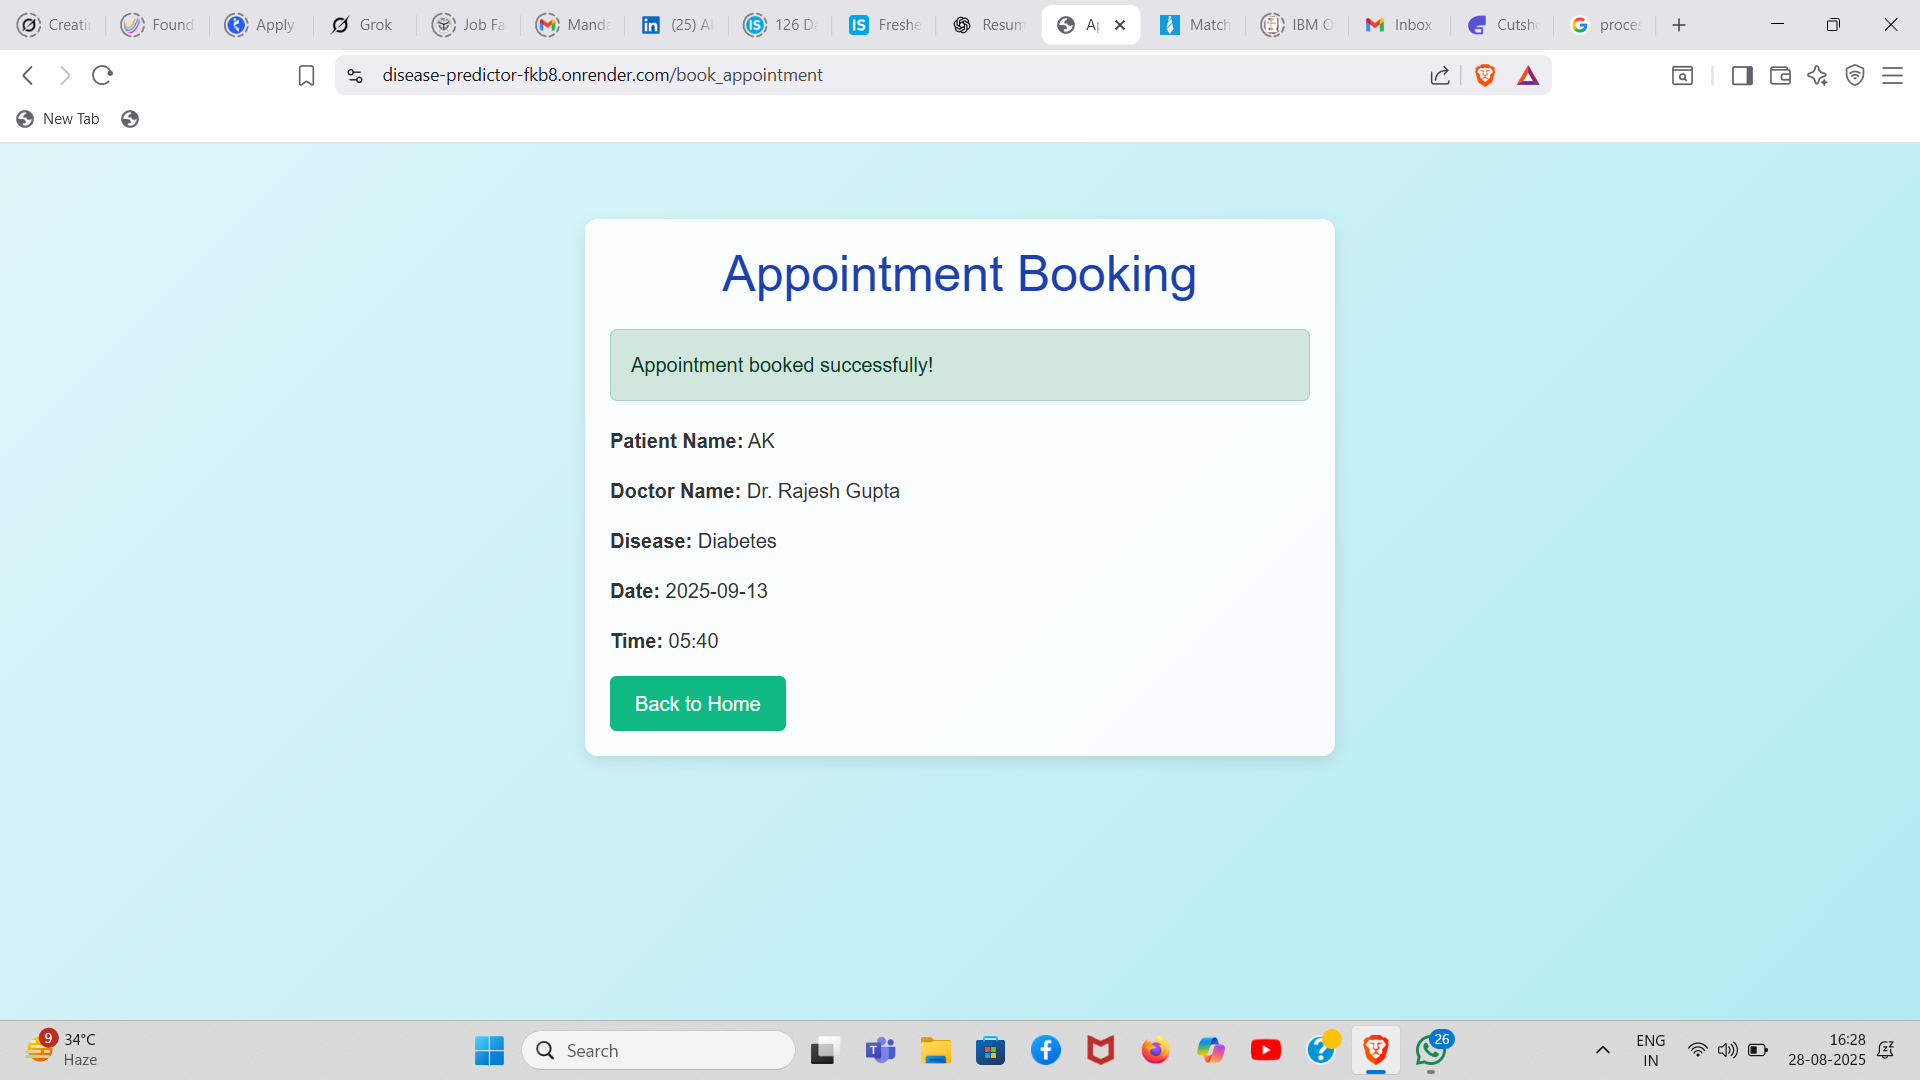 Creati
Found
Apply
Grok
Job Fa
Manda
(25) A
126 D
Freshe
Resum
A
Match
IBM O
Inbox
Cutsh
proces
disease-predictor-fkb8.onrender.com/book_appointment
New Tab
Appointment Booking
Appointment booked successfully!
Patient Name: AK
Doctor Name: Dr. Rajesh Gupta
Disease: Diabetes
Date: 2025-09-13
Time: 05:40
Back to Home
9
34°C
Haze
Search
26
ENG
IN
16:28
28-08-2025